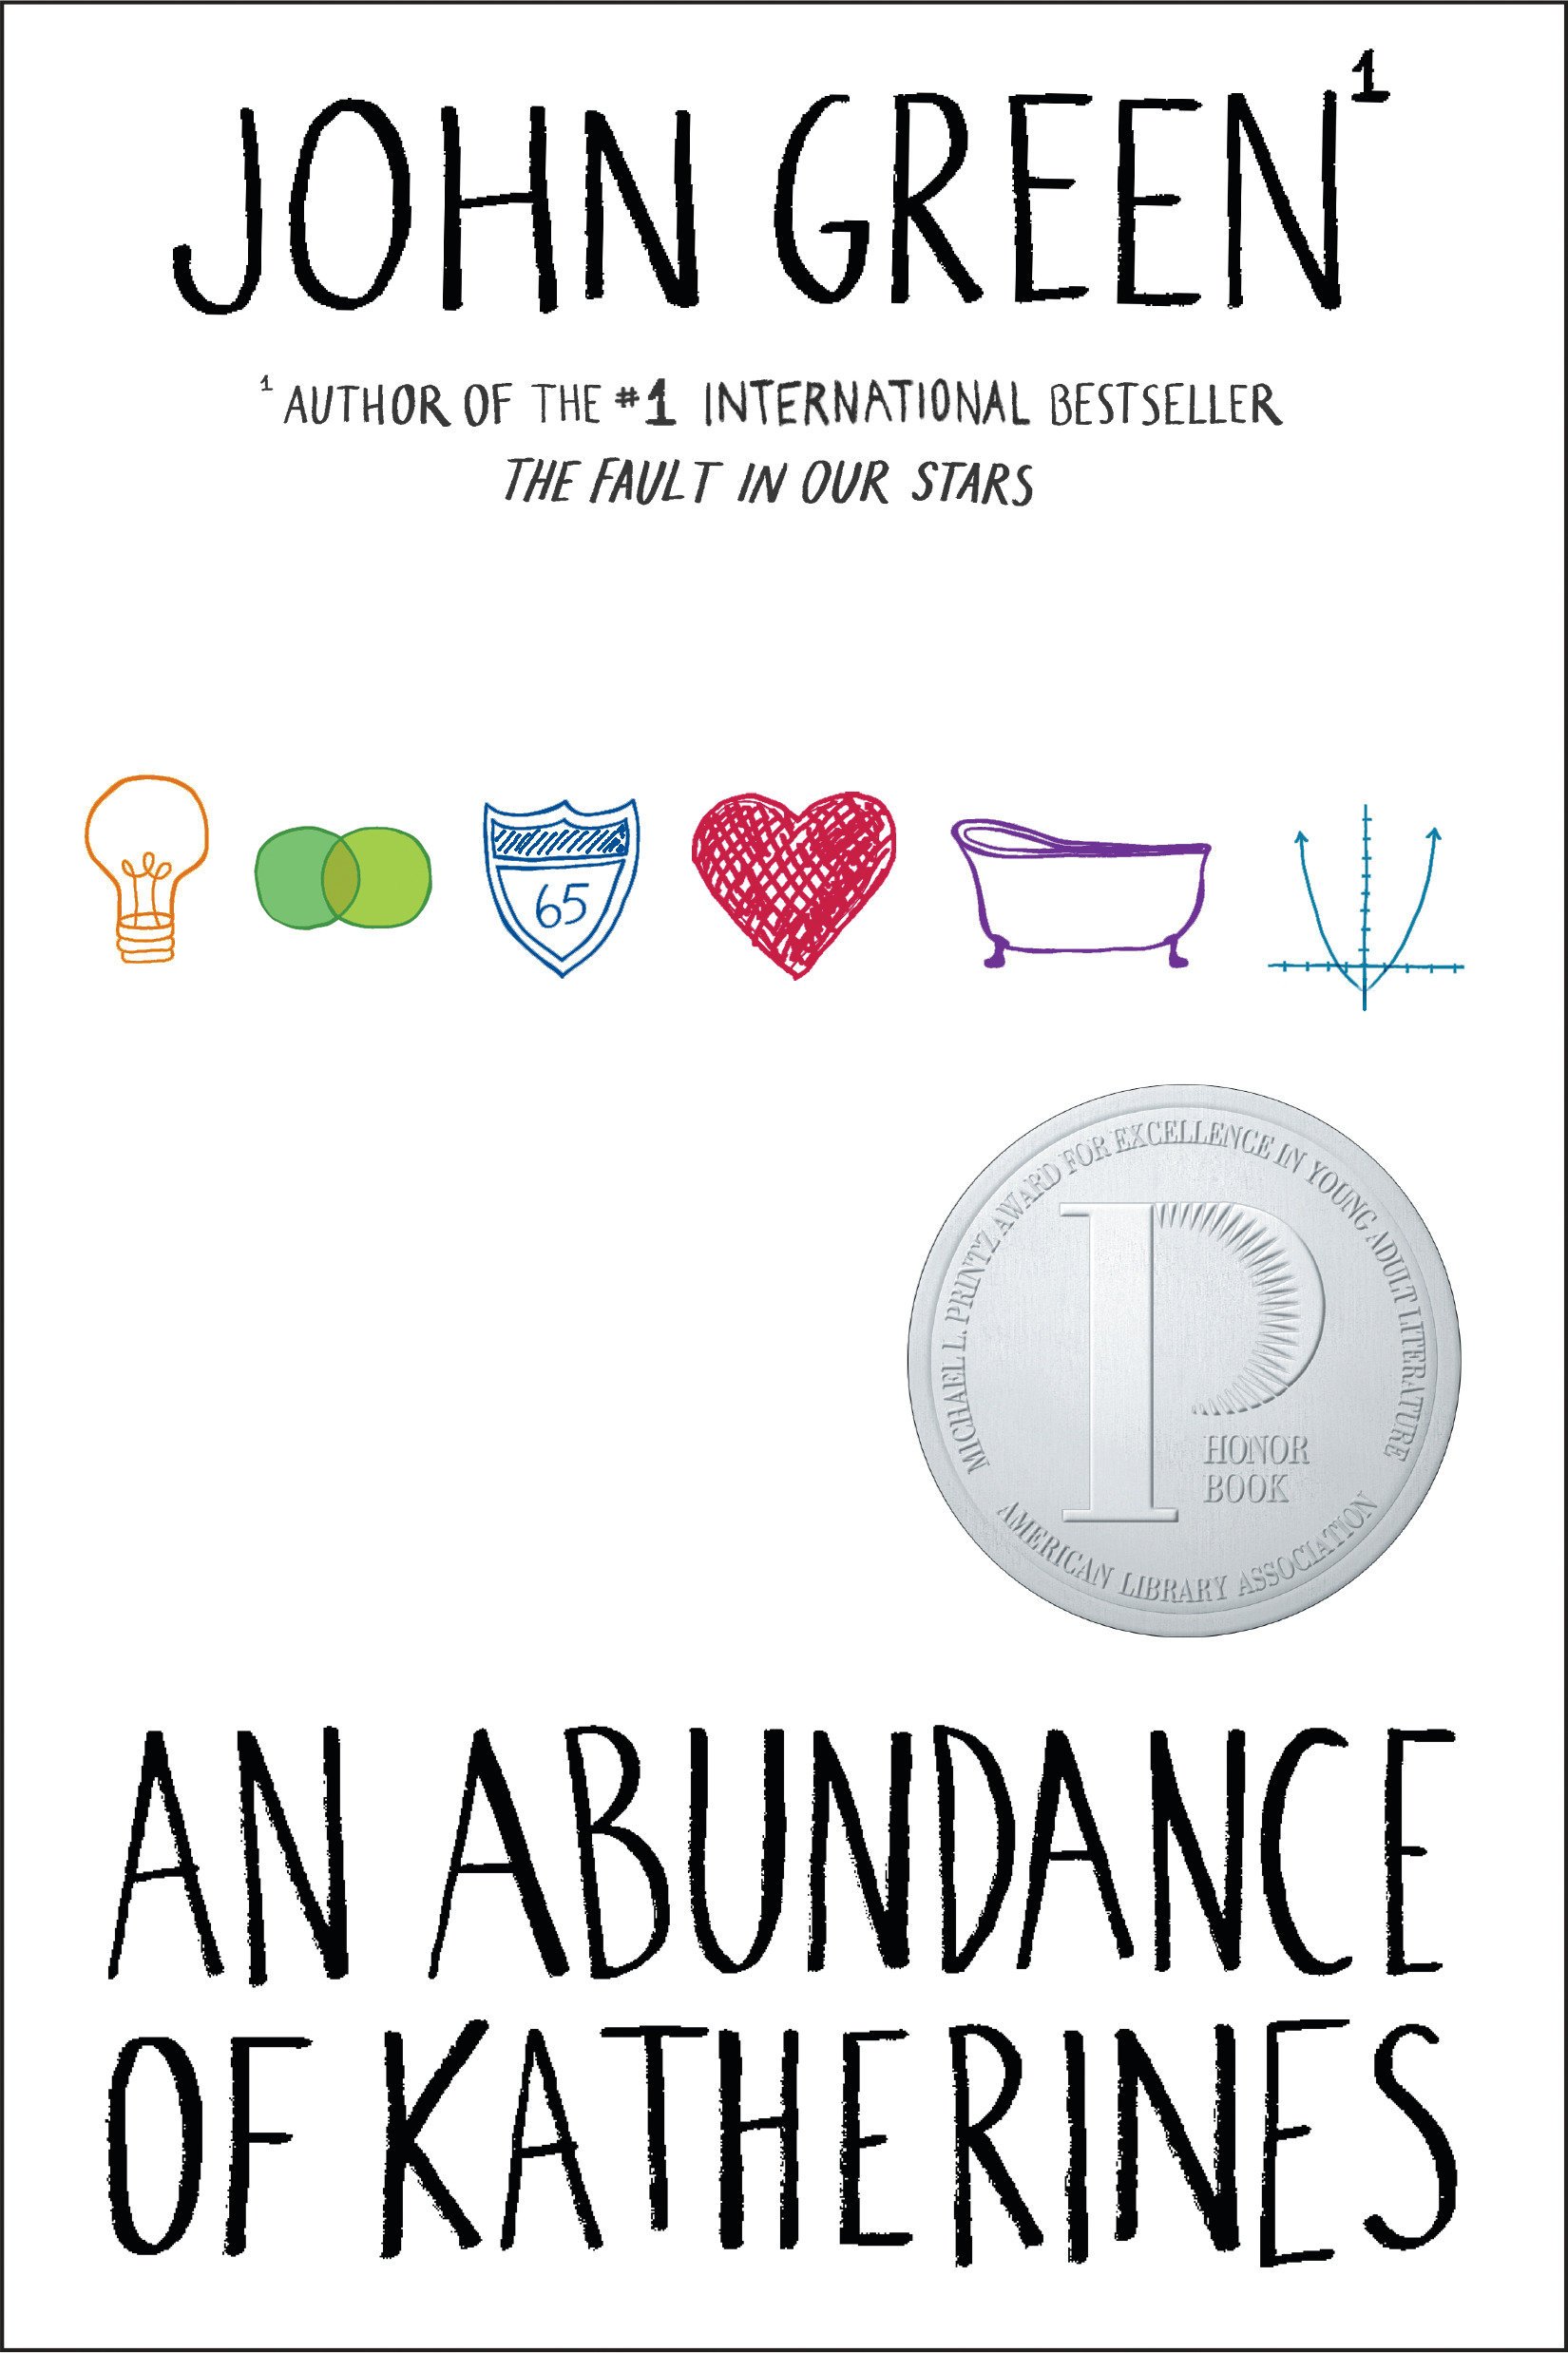 JOHN GREEN¹
¹ AUTHOR OF THE #1 INTERNATIONAL BESTSELLER
THE FAULT IN OUR STARS
65
MICHAEL L. PRINTZ AWARD FOR EXCELLENCE IN YOUNG ADULT LITERATURE
P
HONOR
BOOK
AMERICAN LIBRARY ASSOCIATION
AN ABUNDANCE
OF KATHERINES